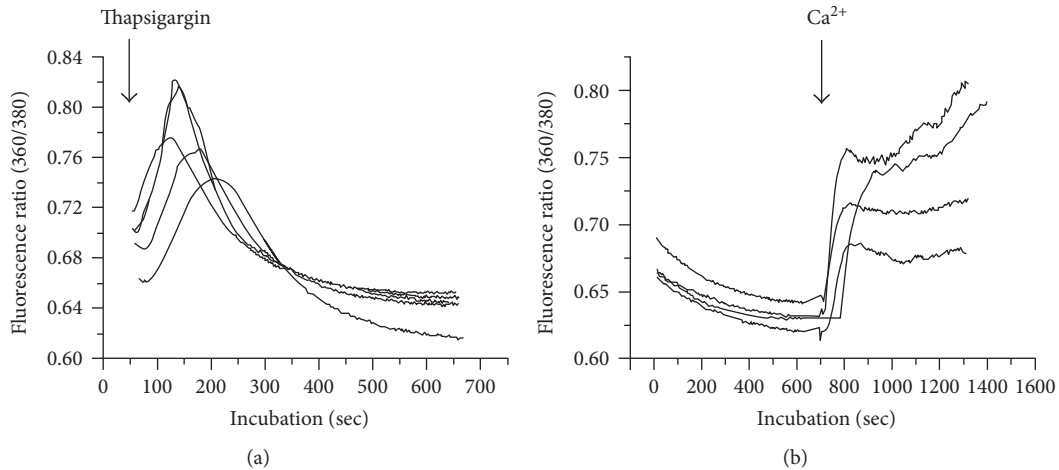 Thapsigargin
0.84
0.80
0.76
0.72
0.68
0.64
0.60
Fluorescence ratio (360/380)
0 100 200 300 400 500 600 700
Incubation (sec)
(a)
Ca²⁺
0.80
0.75
0.70
0.65
0.60
Fluorescence ratio (360/380)
0 200 400 600 800 1000 1200 1400 1600
Incubation (sec)
(b)